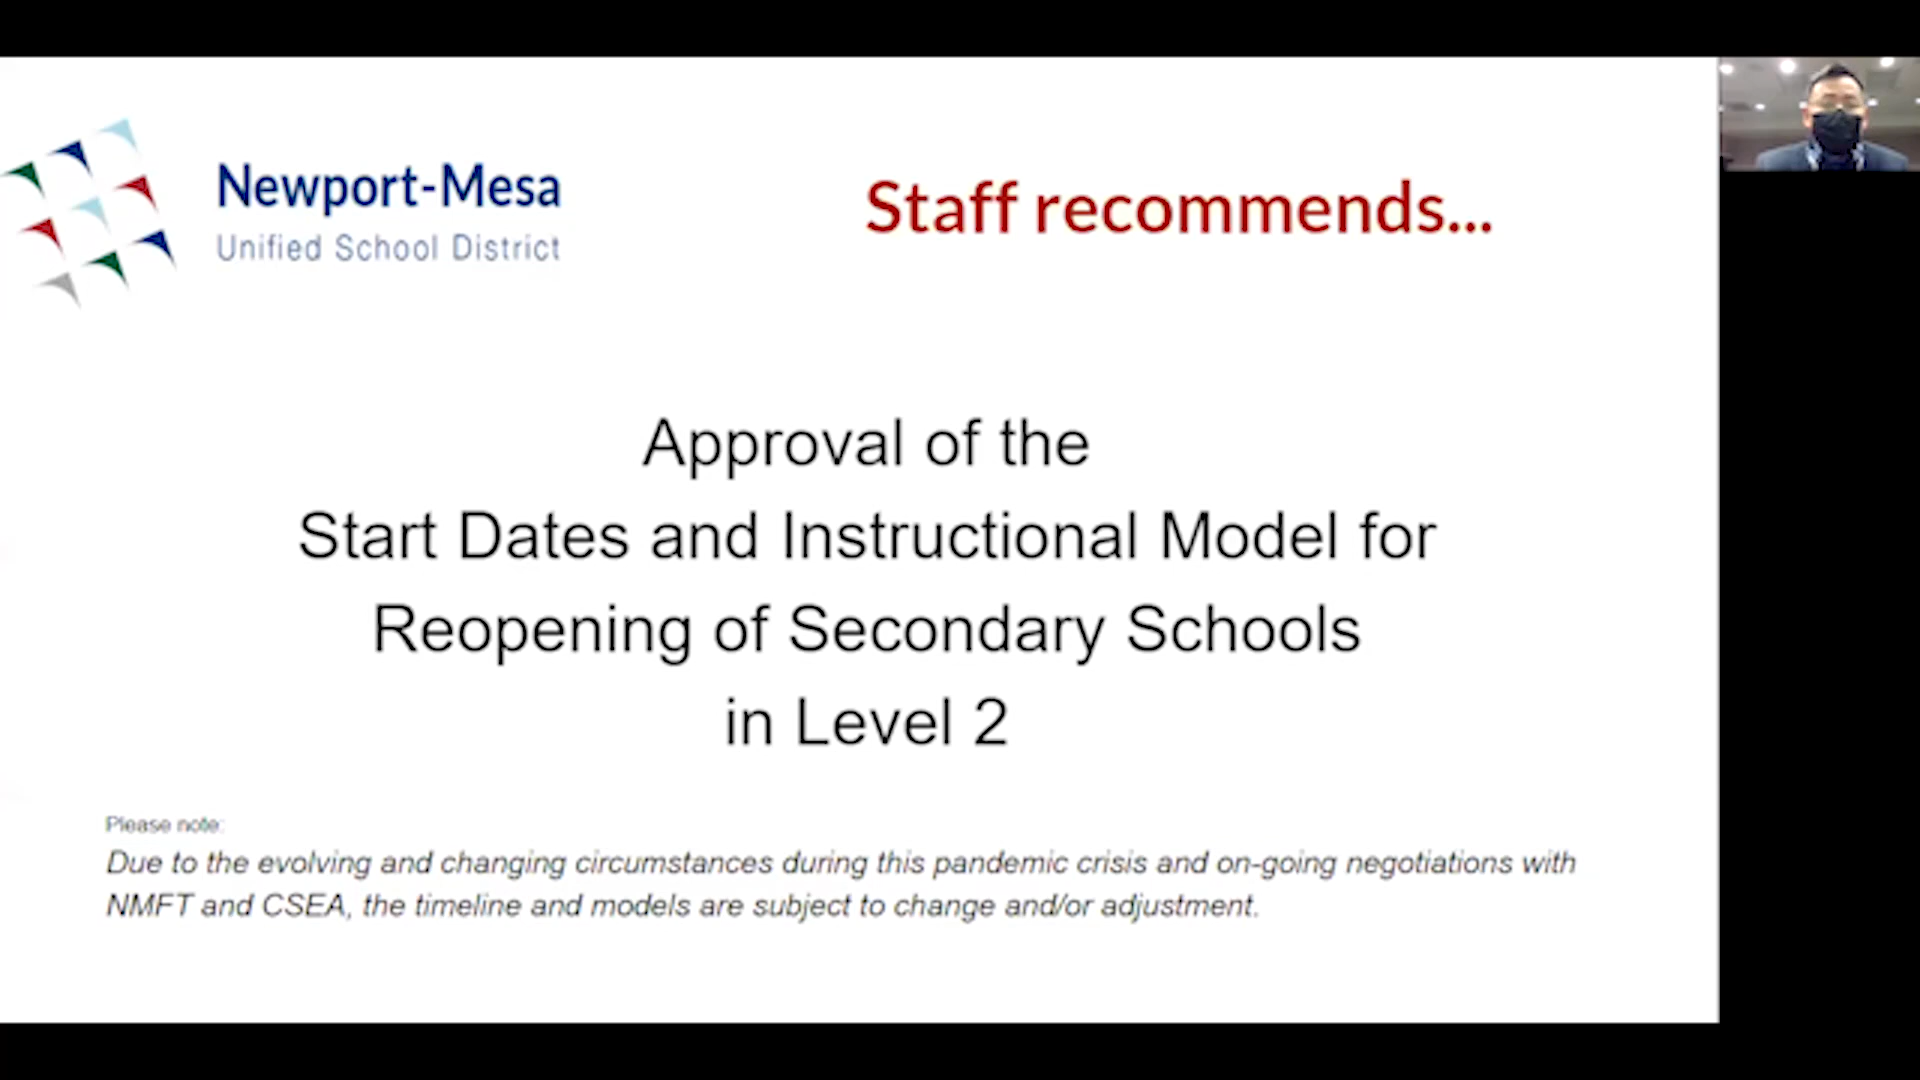 Newport-Mesa
Unified School District
Staff recommends...
Approval of the
Start Dates and Instructional Model for
Reopening of Secondary Schools
in Level 2
Please note:
Due to the evolving and changing circumstances during this pandemic crisis and on-going negotiations with
NMFT and CSEA, the timeline and models are subject to change and/or adjustment.